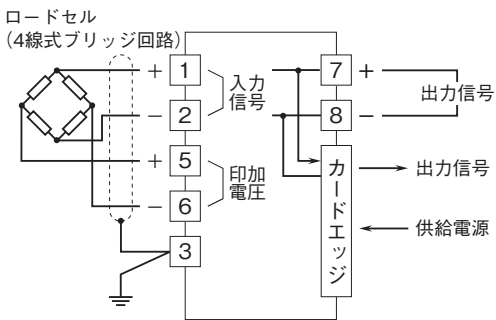 ロードセル
(4線式ブリッジ回路)
+ 1
- 2
入力
信号
+ 5
- 6
印加
電圧
3
7 +
8 -
出力信号
カードエッジ
出力信号
供給電源